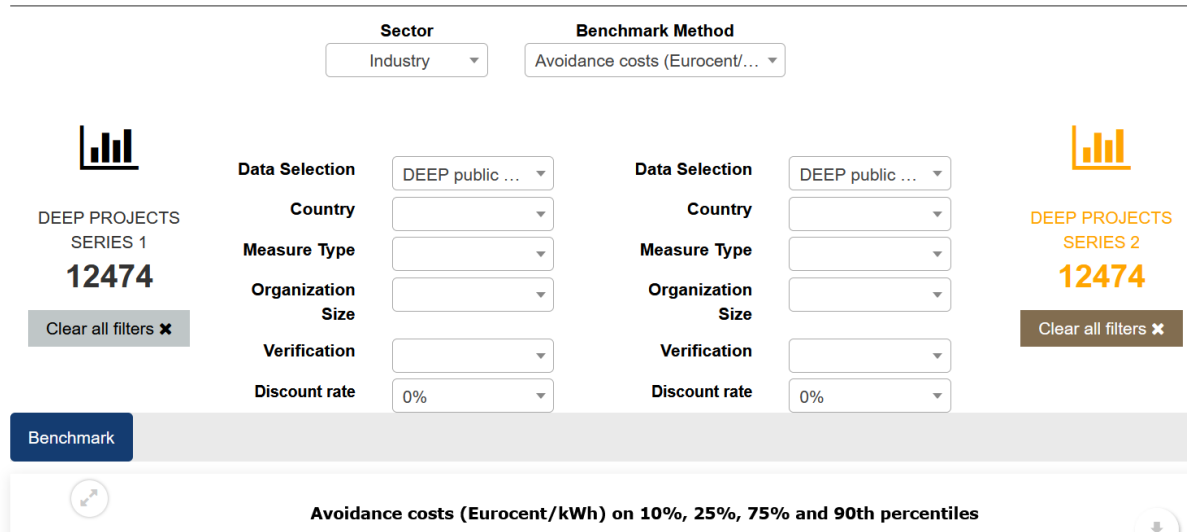 Sector
Benchmark Method
Industry
Avoidance costs (Eurocent/...
DEEP PROJECTS
SERIES 1
12474
Clear all filters ✖
Data Selection
DEEP public ...
Country
Measure Type
Organization
Size
Verification
Discount rate
0%
Data Selection
DEEP public ...
Country
Measure Type
Organization
Size
Verification
Discount rate
0%
DEEP PROJECTS
SERIES 2
12474
Clear all filters ✖
Benchmark
Avoidance costs (Eurocent/kWh) on 10%, 25%, 75% and 90th percentiles